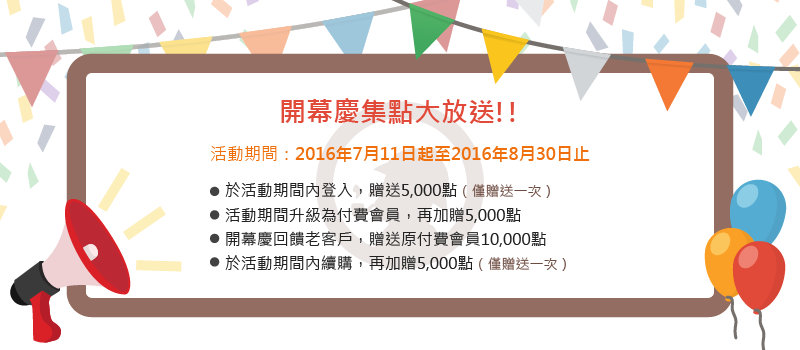 開幕慶集點大放送!!
活動期間：2016年7月11日起至2016年8月30日止
● 於活動期間內登入，贈送5,000點（僅贈送一次）
● 活動期間升級為付費會員，再加贈5,000點
● 開幕慶回饋老客戶，贈送原付費會員10,000點
● 於活動期間內續購，再加贈5,000點（僅贈送一次）